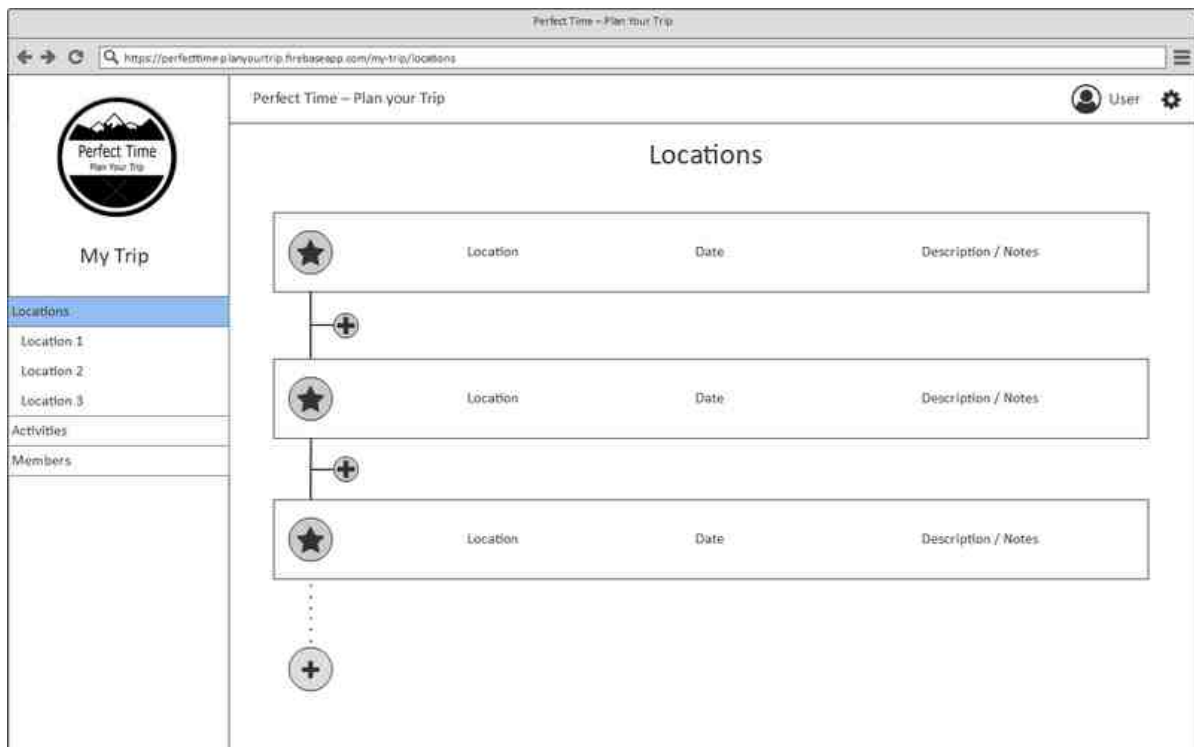 Perfect Time – Plan Your Trip
https://perfecttime-planyourtrip.firebaseapp.com/my-trip/locations
Perfect Time
Plan Your Trip
My Trip
Locations
Location 1
Location 2
Location 3
Activities
Members
Perfect Time – Plan your Trip
User
Locations
Location Date Description / Notes
Location Date Description / Notes
Location Date Description / Notes